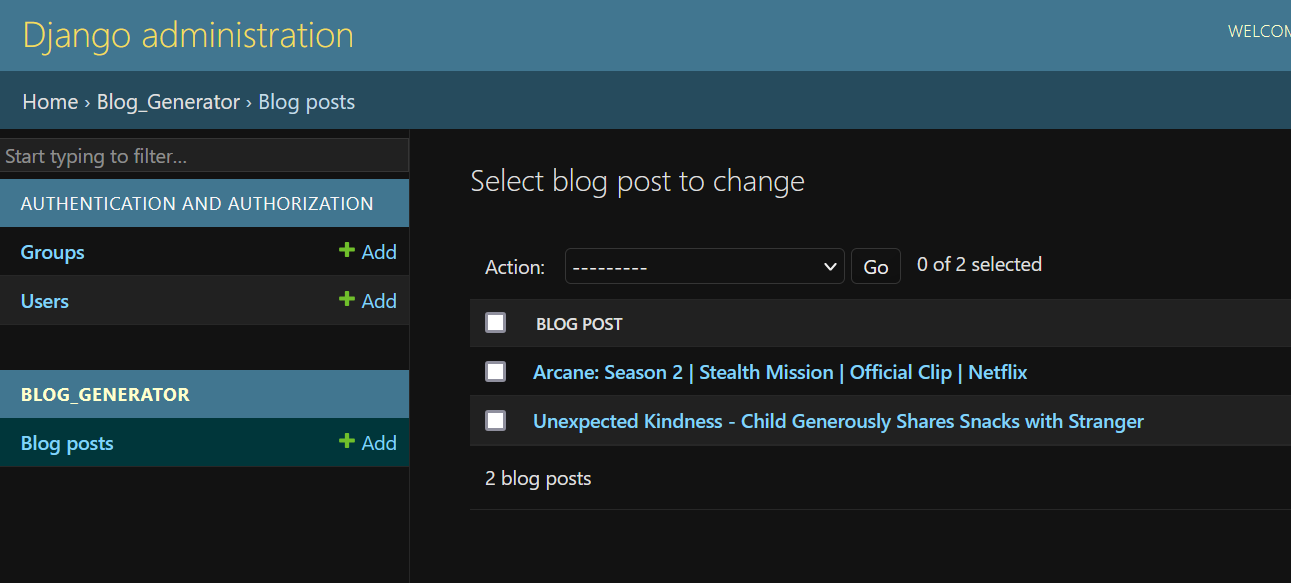 Django administration
WELCOM
Home › Blog_Generator › Blog posts
Start typing to filter...
AUTHENTICATION AND AUTHORIZATION
Groups + Add
Users + Add
BLOG_GENERATOR
Blog posts + Add
Select blog post to change
Action: --------- Go 0 of 2 selected
BLOG POST
Arcane: Season 2 | Stealth Mission | Official Clip | Netflix
Unexpected Kindness - Child Generously Shares Snacks with Stranger
2 blog posts